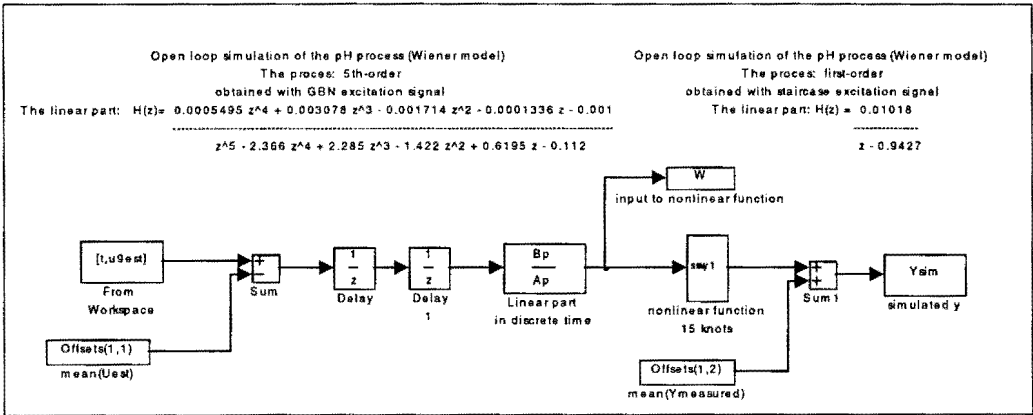 Open loop simulation of the pH process (Wiener model)
The proces: 5th-order
obtained with GBN excitation signal
The linear part: H(z)= 0.0005495 z^4 + 0.003078 z^3 - 0.001714 z^2 - 0.0001336 z - 0.001
z^5 - 2.366 z^4 + 2.285 z^3 - 1.422 z^2 + 0.6195 z - 0.112
Open loop simulation of the pH process (Wiener model)
The proces: first-order
obtained with staircase excitation signal
The linear part: H(z) = 0.01018
z - 0.9427
W
input to nonlinear function
[t,u9est]
From
Workspace
+
−
Sum
1
z
Delay
1
z
Delay
1
Bp
Ap
Linear part
in discrete time
nonlinear function
15 knots
+
+
Sum1
Ysim
simulated y
Offsets(1,1)
mean(Uest)
Offsets(1,2)
mean(Ymeasured)